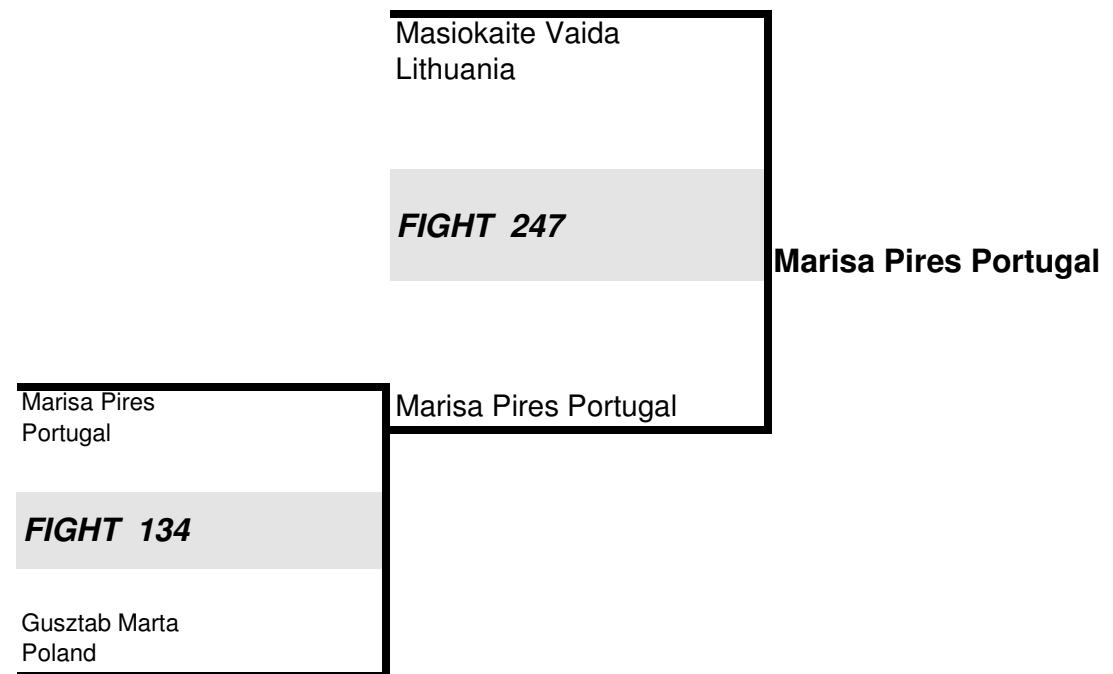 Masiokaite Vaida
Lithuania
FIGHT 247
Marisa Pires Portugal
Marisa Pires
Portugal
Marisa Pires Portugal
FIGHT 134
Gusztab Marta
Poland